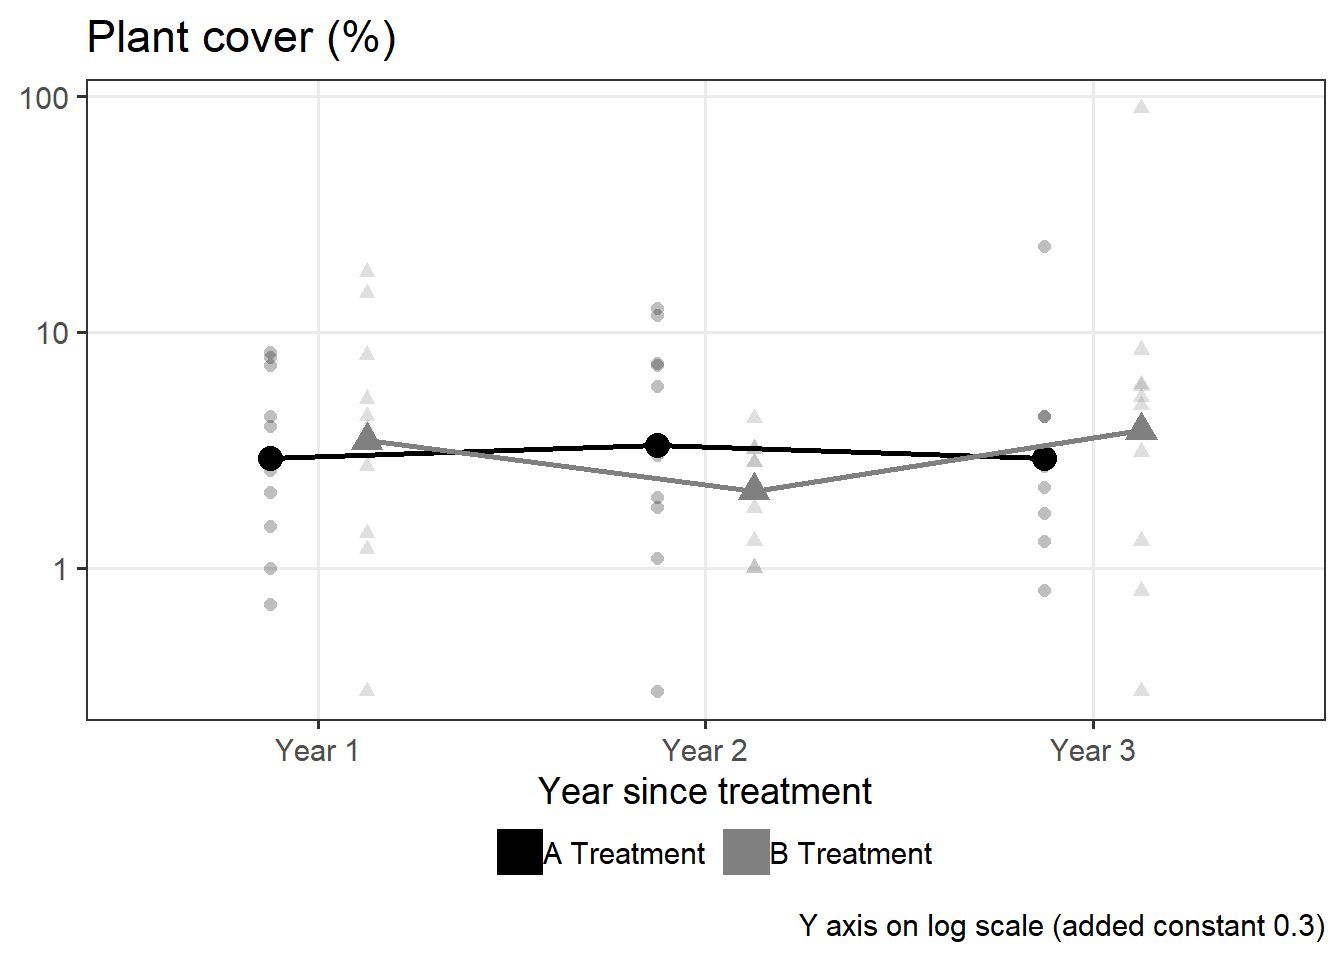 Plant cover (%)
100
10
1
Year 1 Year 2 Year 3
Year since treatment
A Treatment B Treatment
Y axis on log scale (added constant 0.3)